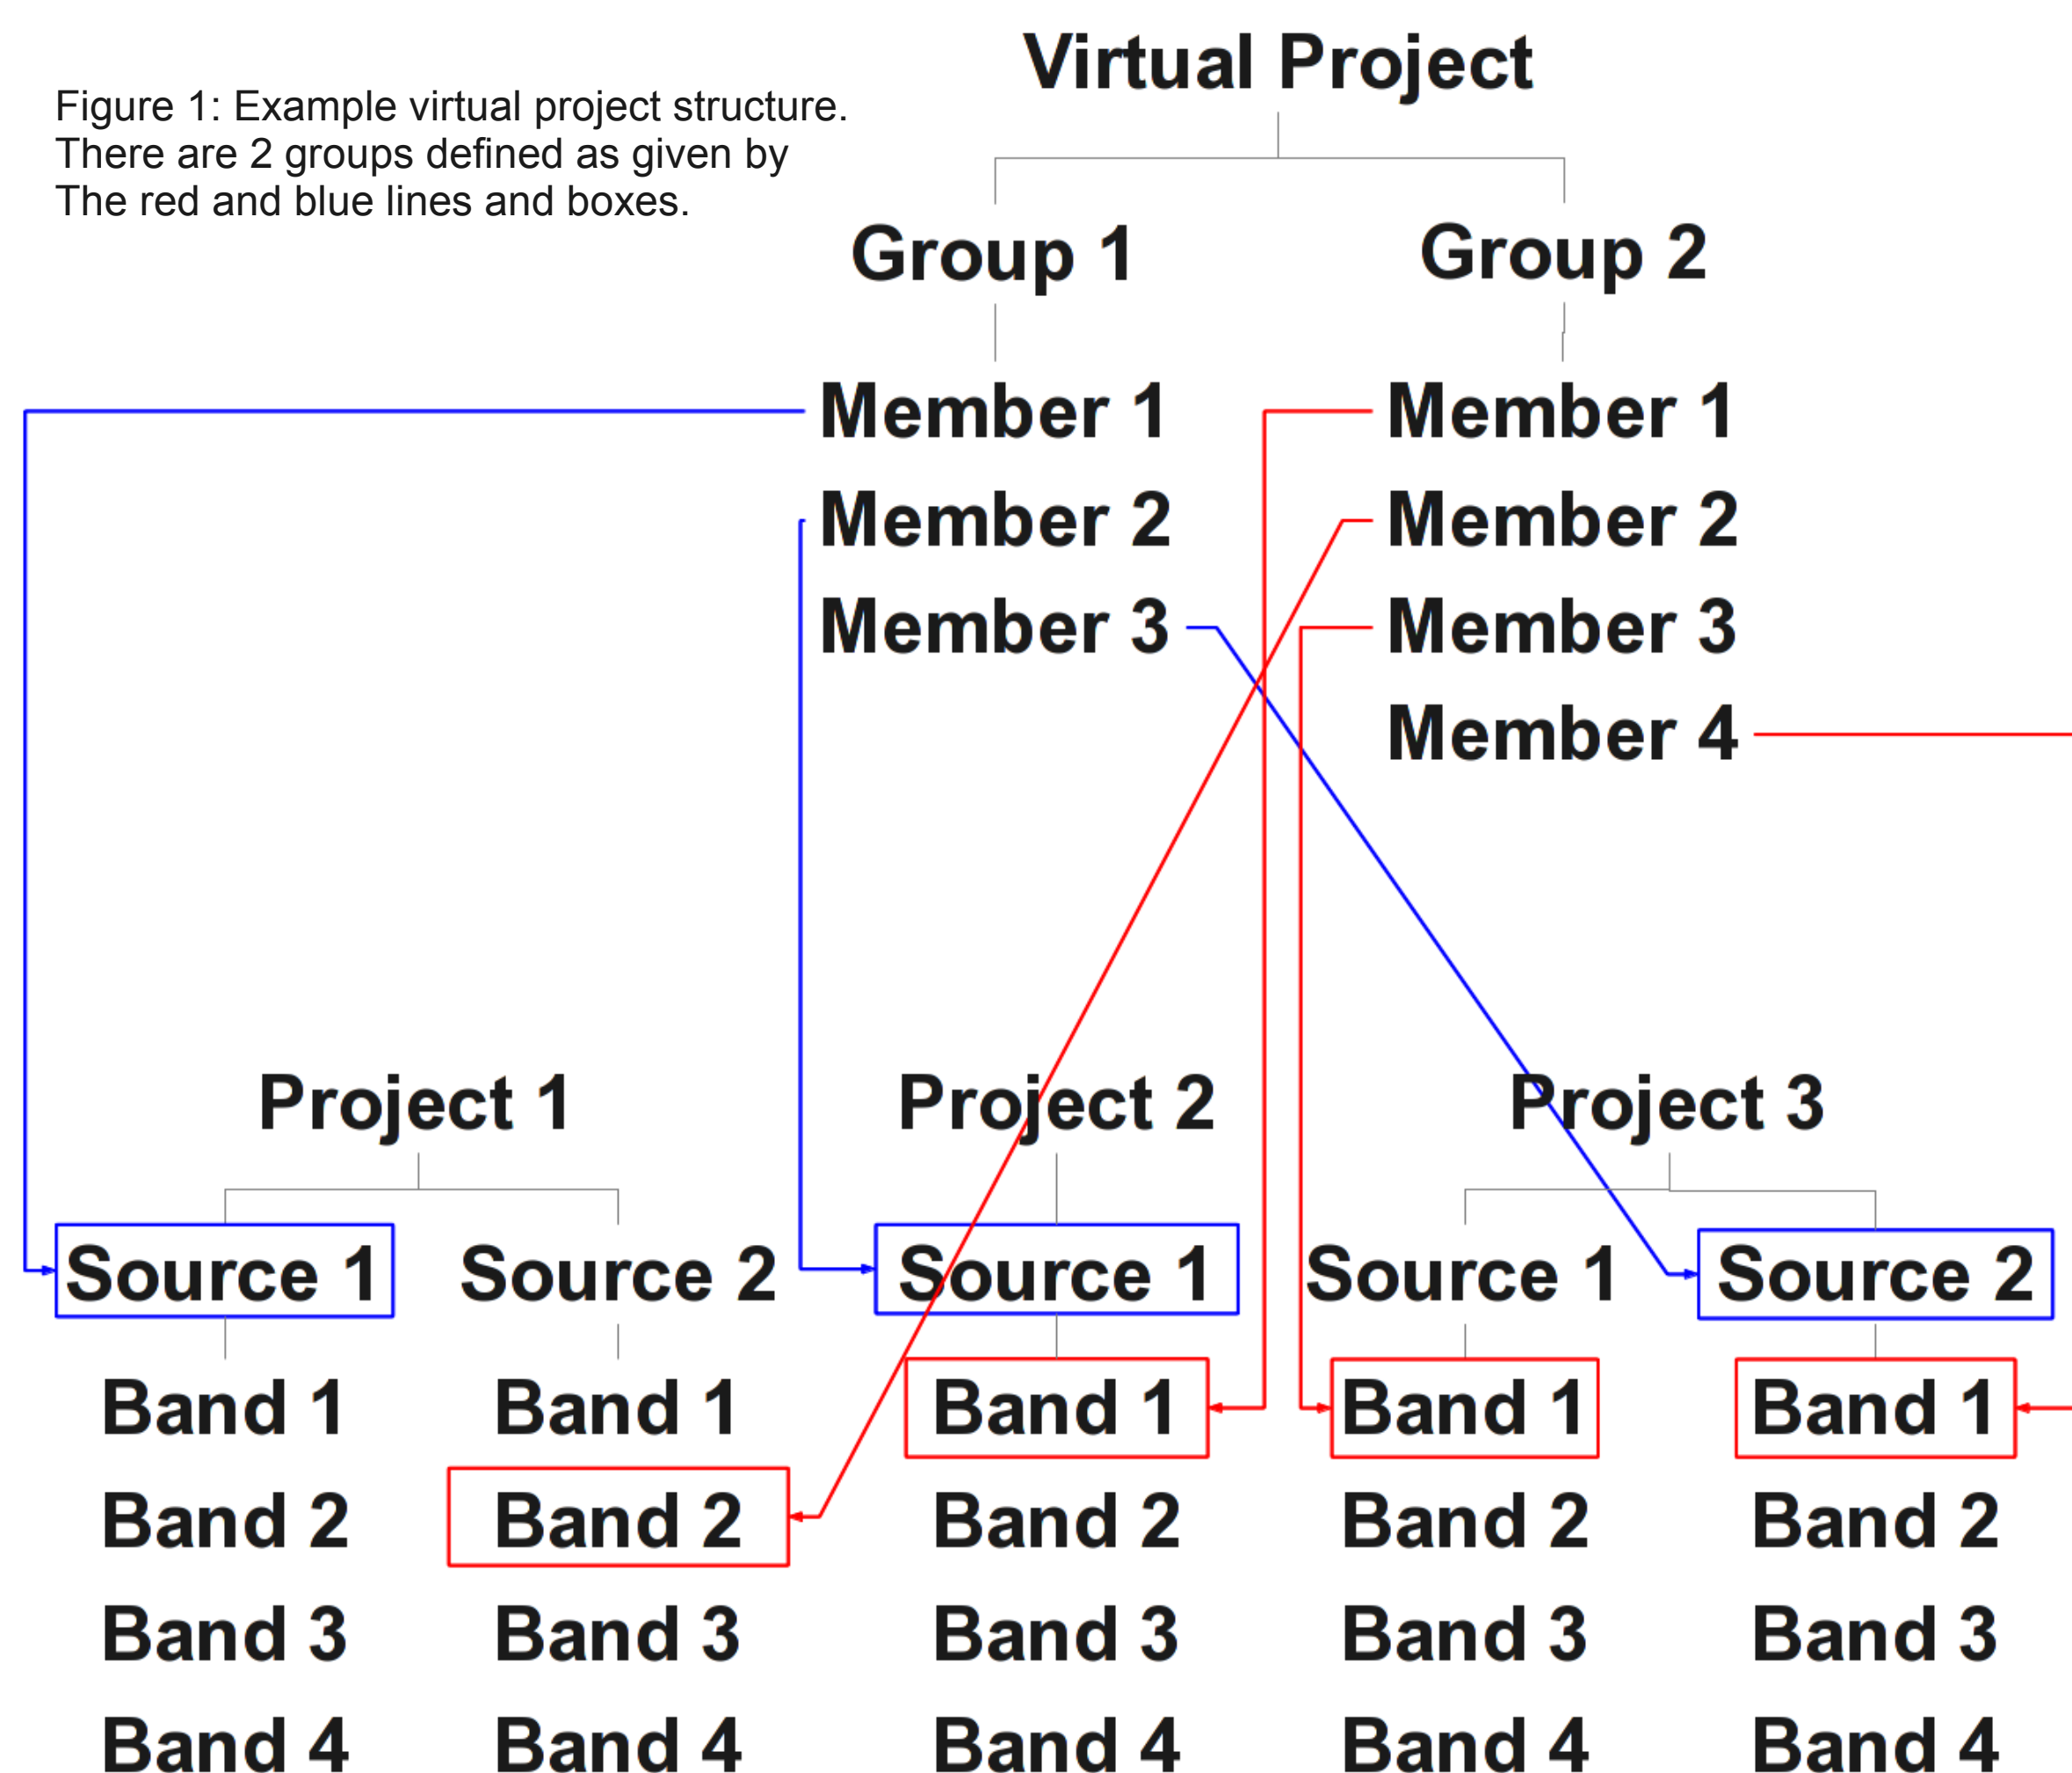 Virtual Project
Figure 1: Example virtual project structure.
There are 2 groups defined as given by
The red and blue lines and boxes.
Group 1 Group 2
Member 1 Member 1
Member 2 Member 2
Member 3 Member 3
Member 4
Project 1 Project 2 Project 3
Source 1 Source 2 Source 1 Source 1 Source 2
Band 1 Band 1 Band 1 Band 1 Band 1
Band 2 Band 2 Band 2 Band 2 Band 2
Band 3 Band 3 Band 3 Band 3 Band 3
Band 4 Band 4 Band 4 Band 4 Band 4